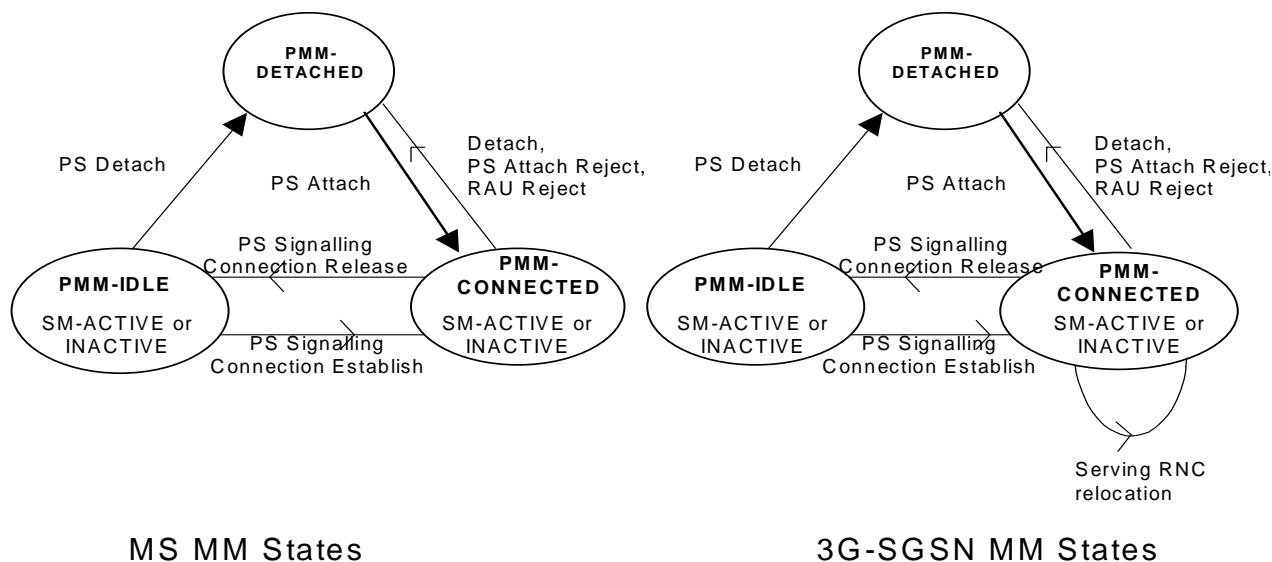 PMM-
DETACHED
PS Detach
PS Attach
Detach,
PS Attach Reject,
RAU Reject
PS Signalling
Connection Release
PMM-IDLE
SM-ACTIVE or
INACTIVE
PMM-
CONNECTED
SM-ACTIVE or
INACTIVE
PS Signalling
Connection Establish
MS MM States
PMM-
DETACHED
PS Detach
PS Attach
Detach,
PS Attach Reject,
RAU Reject
PS Signalling
Connection Release
PMM-IDLE
SM-ACTIVE or
INACTIVE
PMM-
CONNECTED
SM-ACTIVE or
INACTIVE
PS Signalling
Connection Establish
Serving RNC
relocation
3G-SGSN MM States